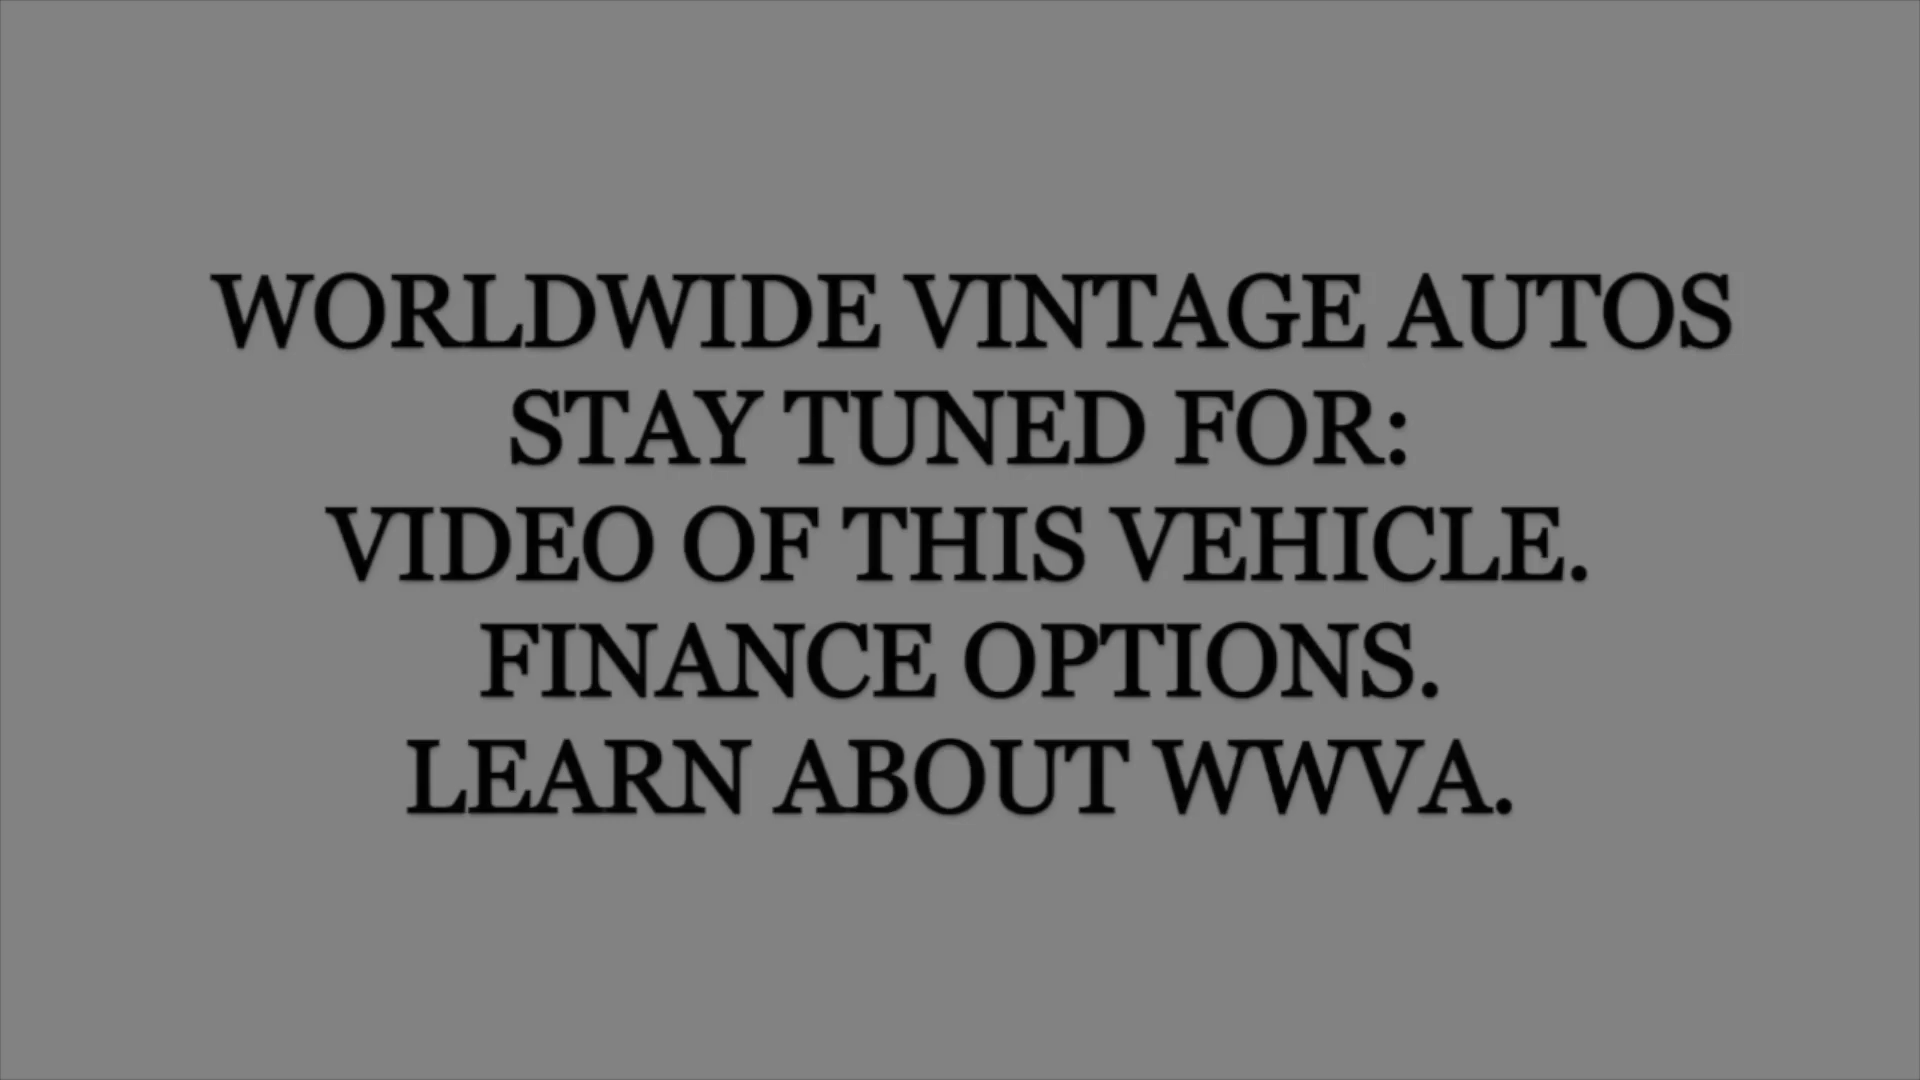 WORLDWIDE VINTAGE AUTOS
STAY TUNED FOR:
VIDEO OF THIS VEHICLE.
FINANCE OPTIONS.
LEARN ABOUT WWVA.